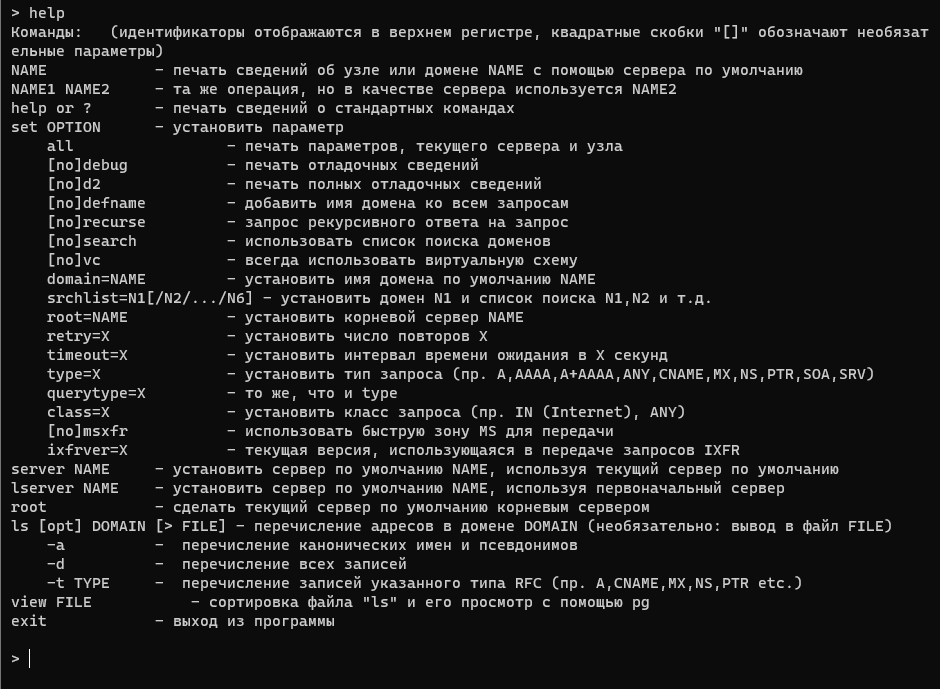 > help
Команды:   (идентификаторы отображаются в верхнем регистре, квадратные скобки "[]" обозначают необязат
ельные параметры)
NAME            – печать сведений об узле или домене NAME с помощью сервера по умолчанию
NAME1 NAME2     – та же операция, но в качестве сервера используется NAME2
help or ?       – печать сведений о стандартных командах
set OPTION      – установить параметр
    all                 – печать параметров, текущего сервера и узла
    [no]debug           – печать отладочных сведений
    [no]d2              – печать полных отладочных сведений
    [no]defname         – добавить имя домена ко всем запросам
    [no]recurse         – запрос рекурсивного ответа на запрос
    [no]search          – использовать список поиска доменов
    [no]vc              – всегда использовать виртуальную схему
    domain=NAME         – установить имя домена по умолчанию NAME
    srchlist=N1[/N2/.../N6] – установить домен N1 и список поиска N1,N2 и т.д.
    root=NAME           – установить корневой сервер NAME
    retry=X             – установить число повторов X
    timeout=X           – установить интервал времени ожидания в X секунд
    type=X              – установить тип запроса (пр. A,AAAA,A+AAAA,ANY,CNAME,MX,NS,PTR,SOA,SRV)
    querytype=X         – то же, что и type
    class=X             – установить класс запроса (пр. IN (Internet), ANY)
    [no]msxfr           – использовать быструю зону MS для передачи
    ixfrver=X           – текущая версия, использующаяся в передаче запросов IXFR
server NAME     – установить сервер по умолчанию NAME, используя текущий сервер по умолчанию
lserver NAME    – установить сервер по умолчанию NAME, используя первоначальный сервер
root            – сделать текущий сервер по умолчанию корневым сервером
ls [opt] DOMAIN [> FILE] – перечисление адресов в домене DOMAIN (необязательно: вывод в файл FILE)
    –a          –  перечисление канонических имен и псевдонимов
    –d          –  перечисление всех записей
    –t TYPE     –  перечисление записей указанного типа RFC (пр. A,CNAME,MX,NS,PTR etc.)
view FILE           – сортировка файла "ls" и его просмотр с помощью pg
exit            – выход из программы
>